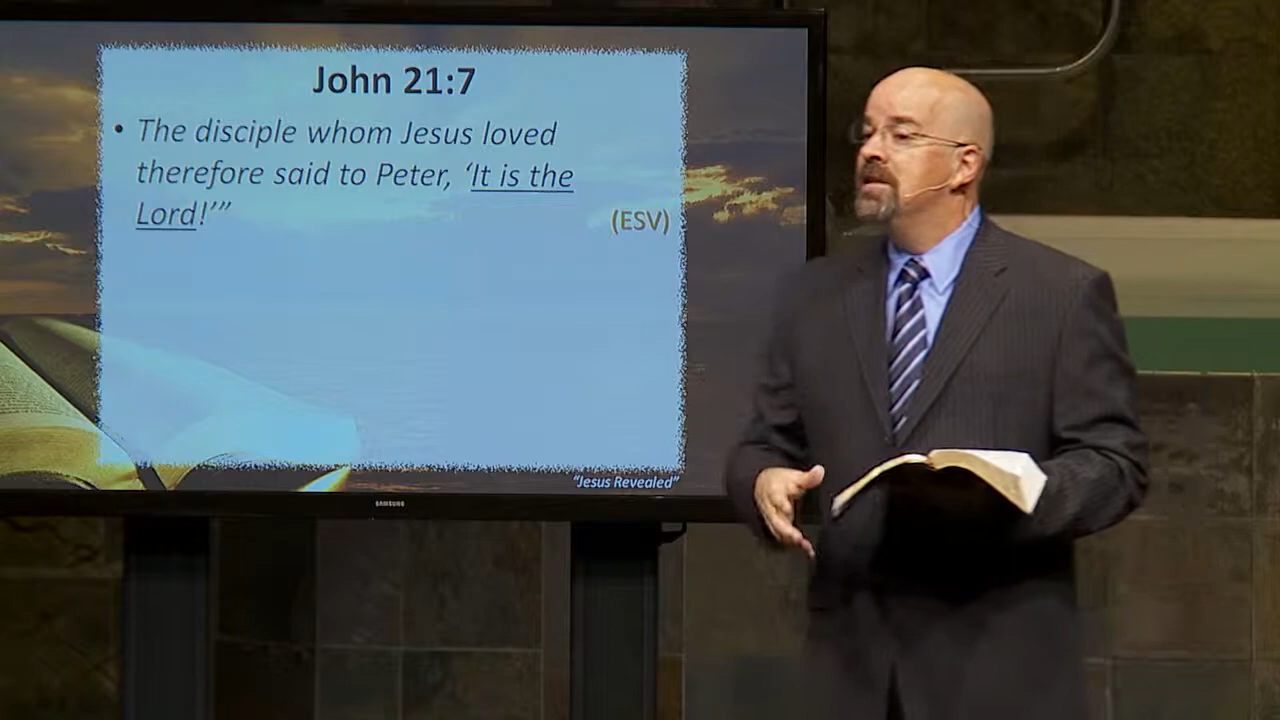 John 21:7
• The disciple whom Jesus loved
therefore said to Peter, ‘It is the
Lord!’”
(ESV)
“Jesus Revealed”
SAMSUNG